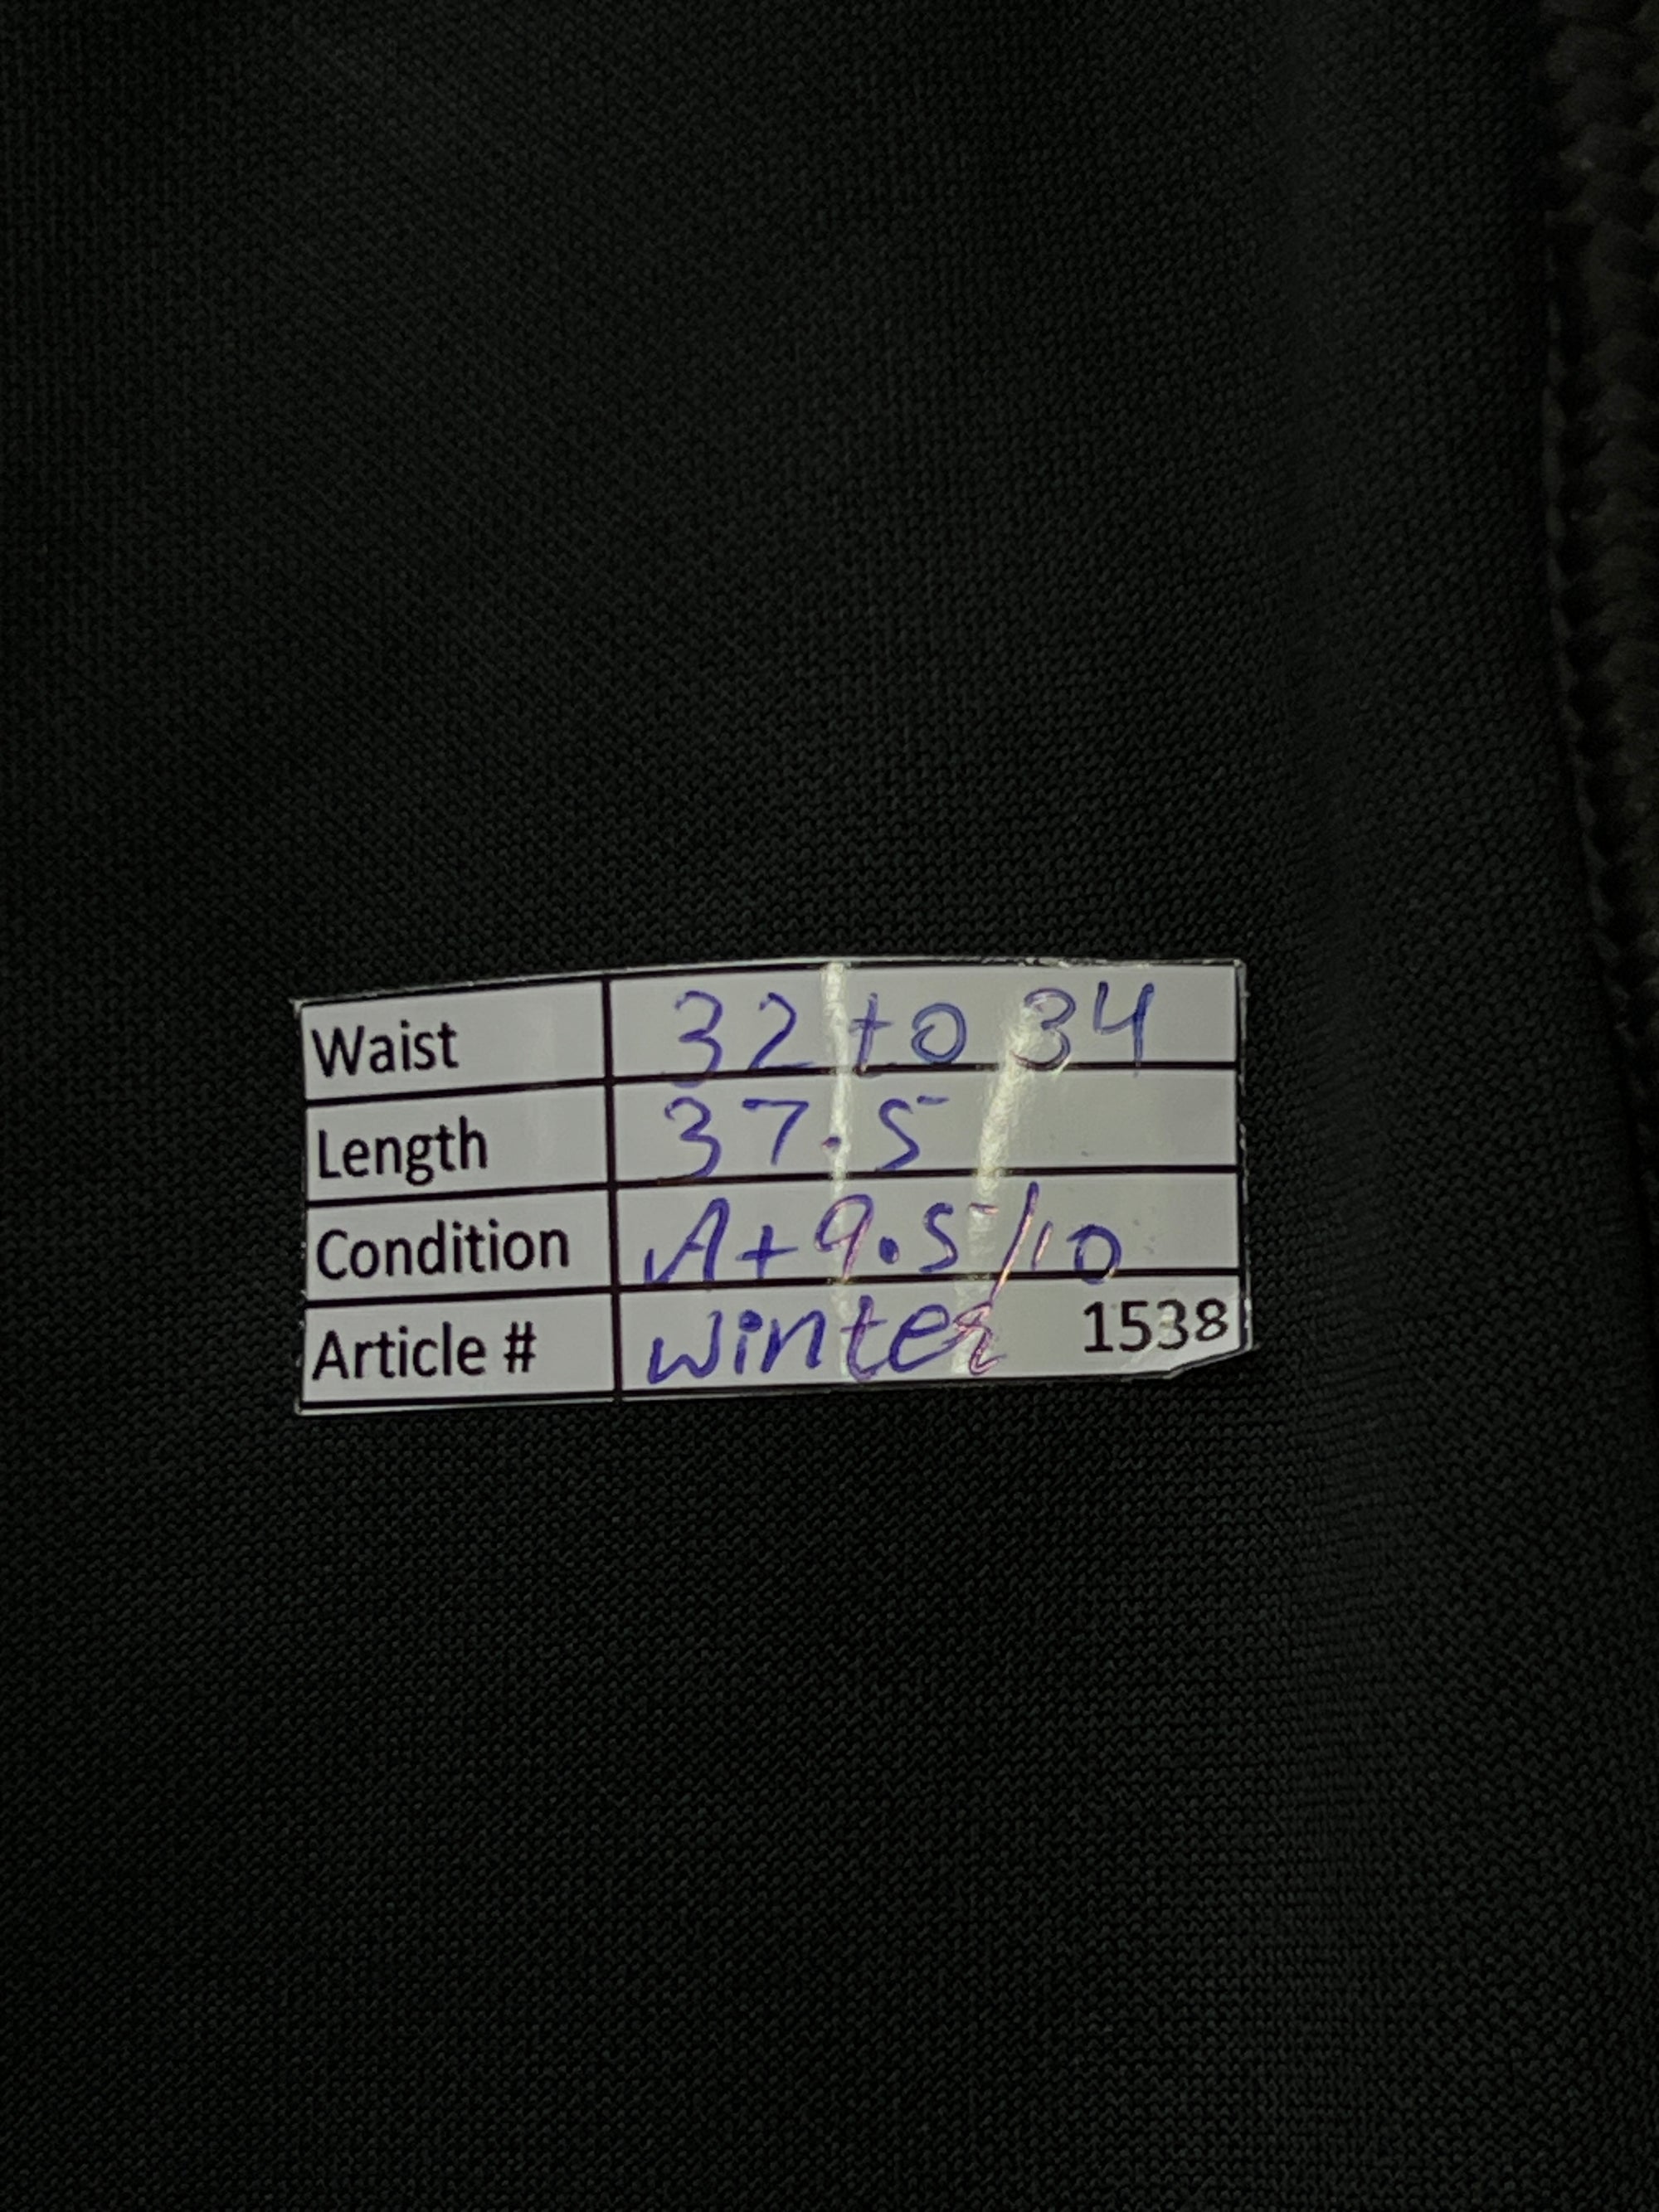 Waist 32 to 34
Length 37.5
Condition A+ 9.5/10
Article # winter 1538